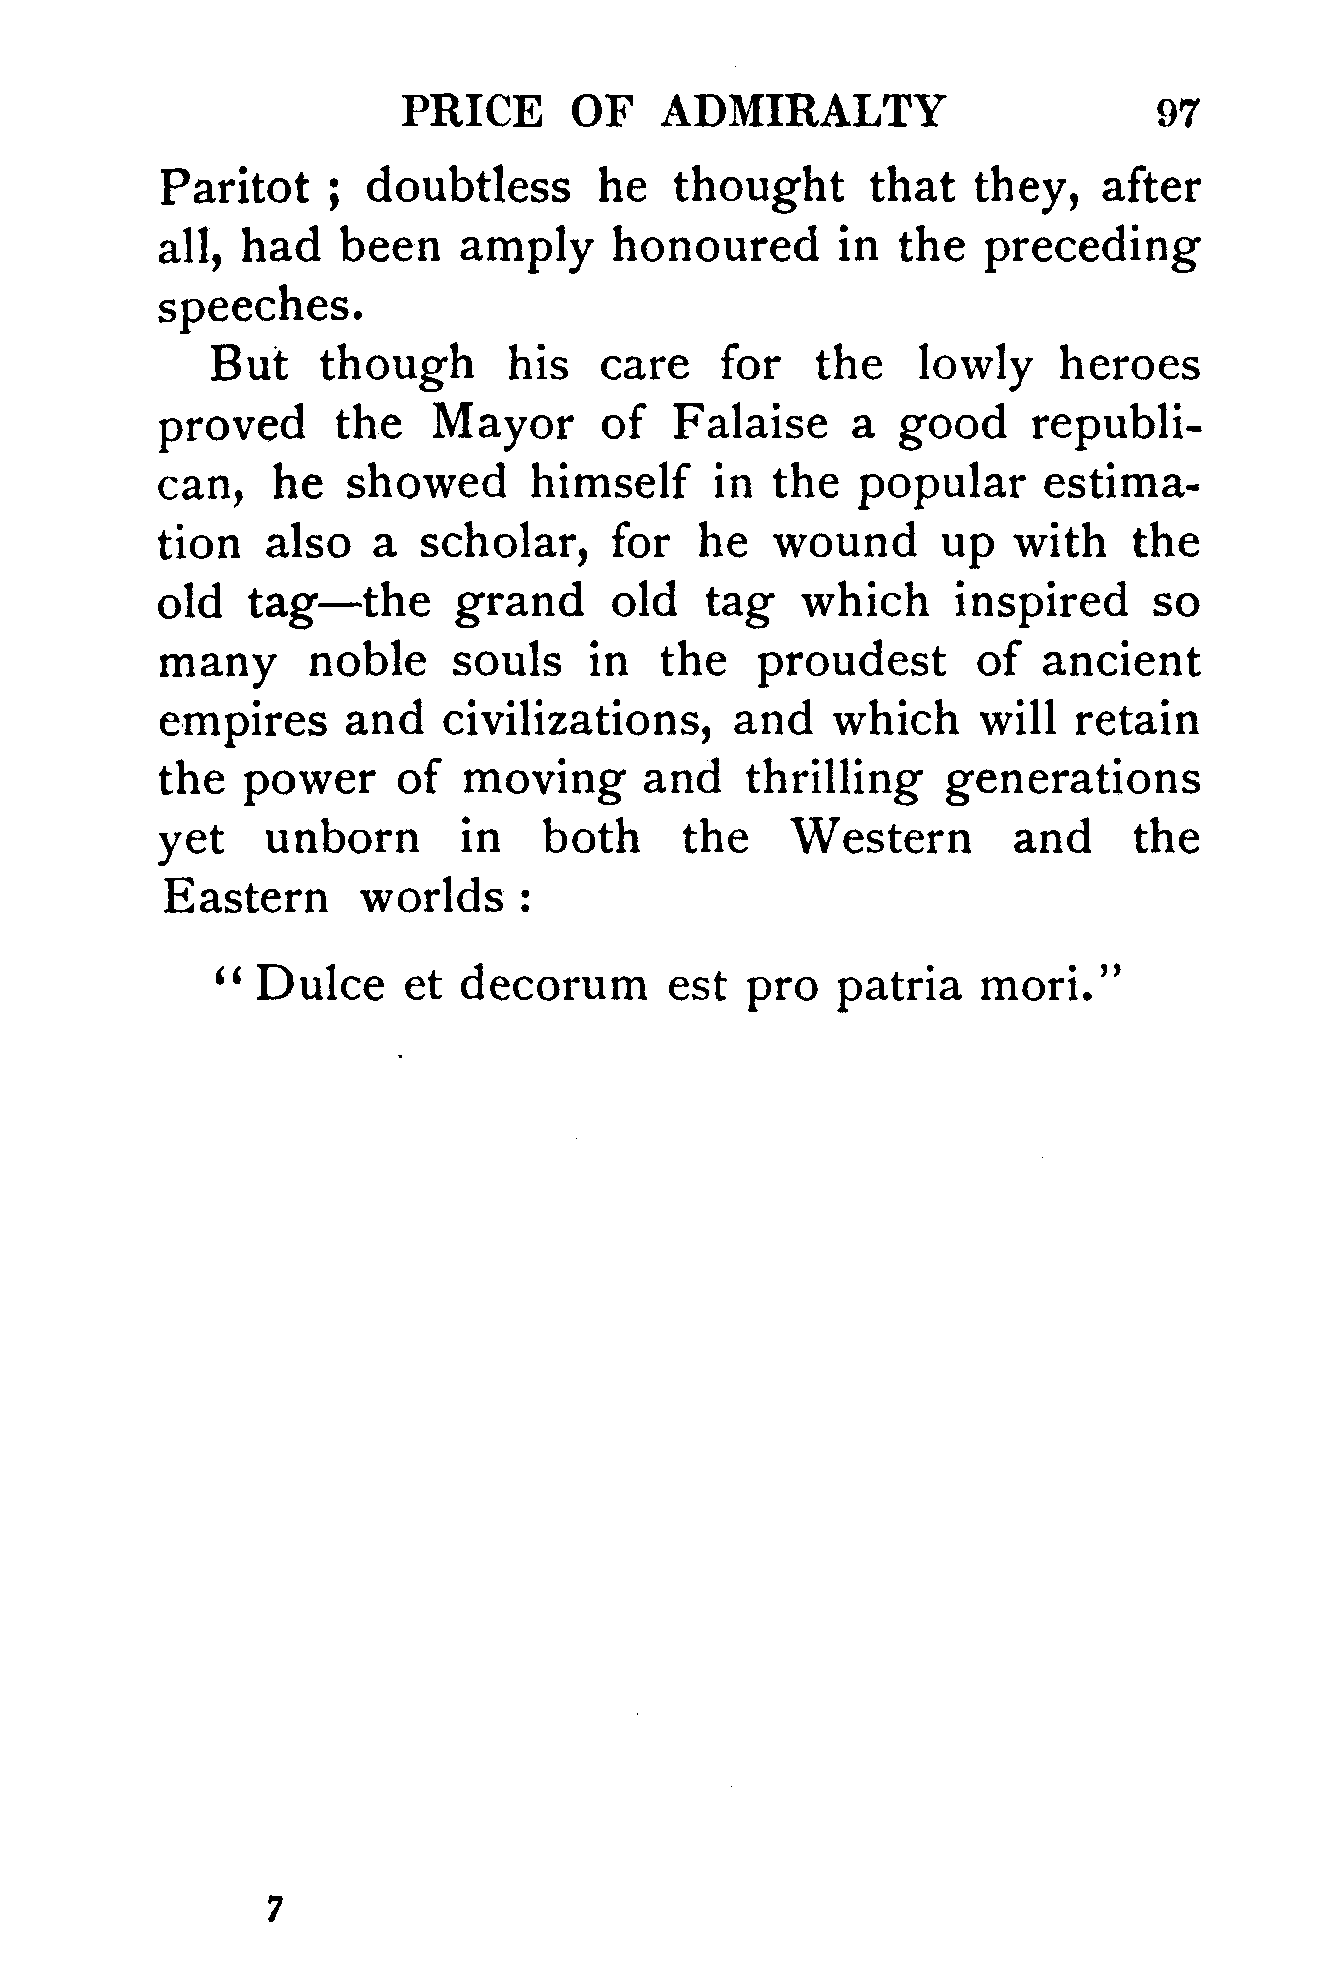 PRICE OF ADMIRALTY 97
Paritot ; doubtless he thought that they, after
all, had been amply honoured in the preceding
speeches.
But though his care for the lowly heroes
proved the Mayor of Falaise a good republi-
can, he showed himself in the popular estima-
tion also a scholar, for he wound up with the
old tag—the grand old tag which inspired so
many noble souls in the proudest of ancient
empires and civilizations, and which will retain
the power of moving and thrilling generations
yet unborn in both the Western and the
Eastern worlds :
“ Dulce et decorum est pro patria mori.”
7